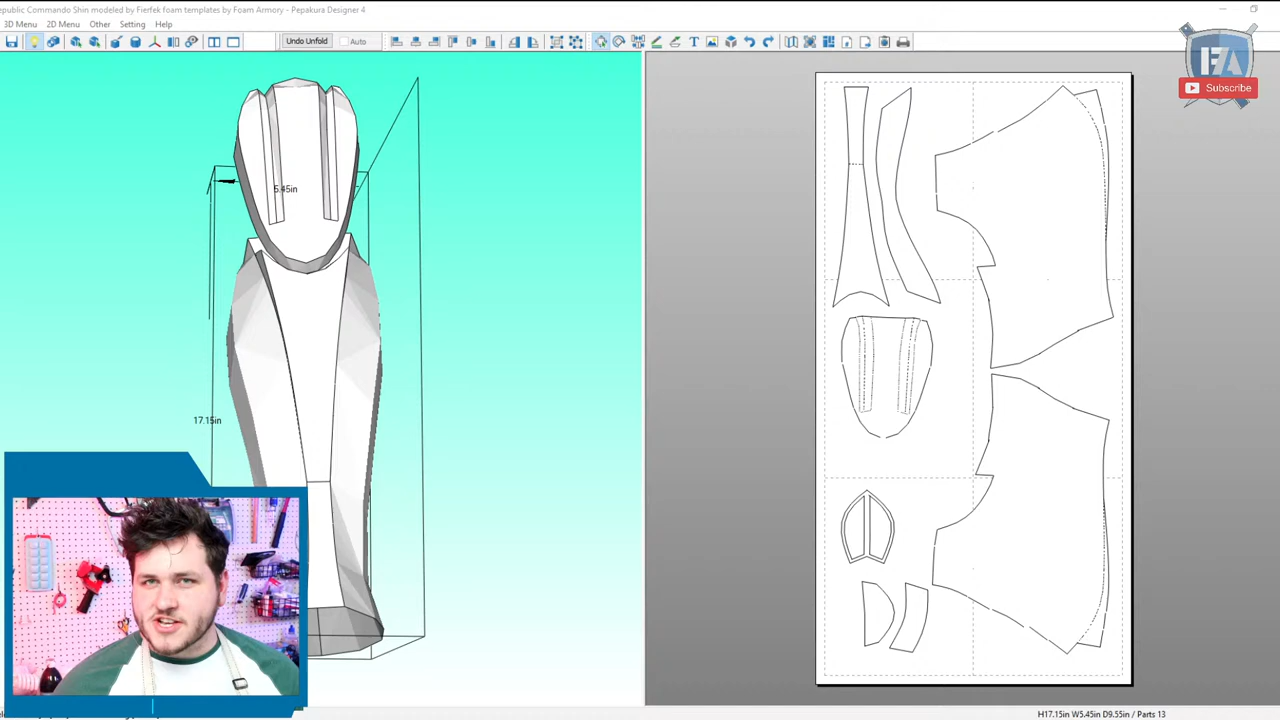 epublic Commando Shin modeled by Fierfek foam templates by Foam Armory - Pepakura Designer 4
3D Menu 2D Menu Other Setting Help
Undo Unfold Auto
FA
Subscribe
5.45in
17.15in
H17.15in W5.45in D9.55in / Parts 13